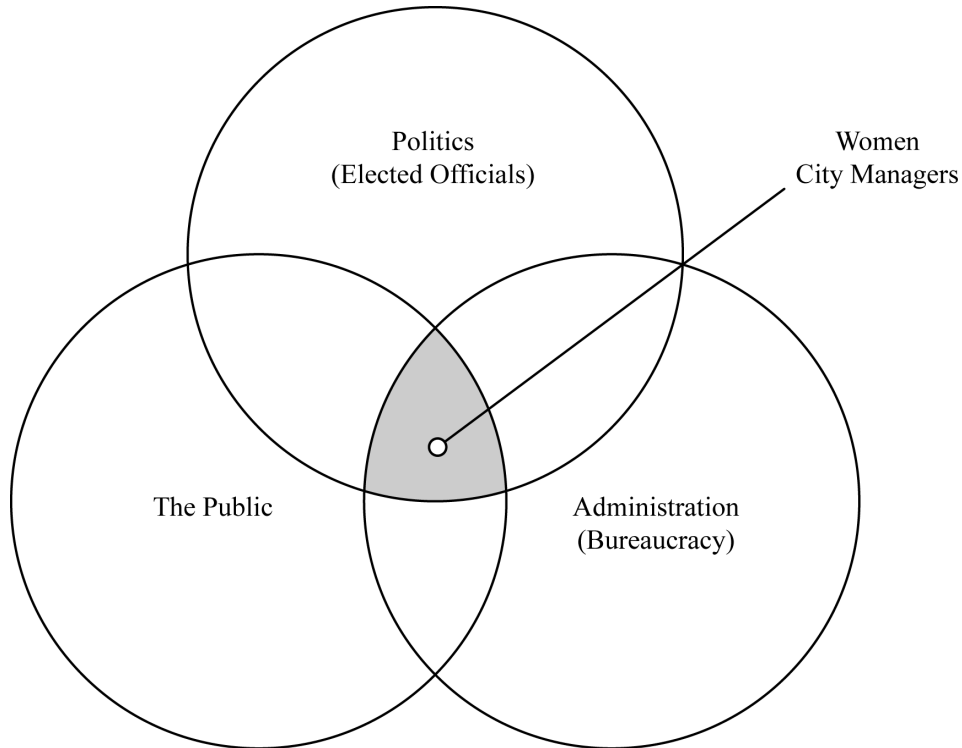 Politics
(Elected Officials)
Women
City Managers
The Public
Administration
(Bureaucracy)